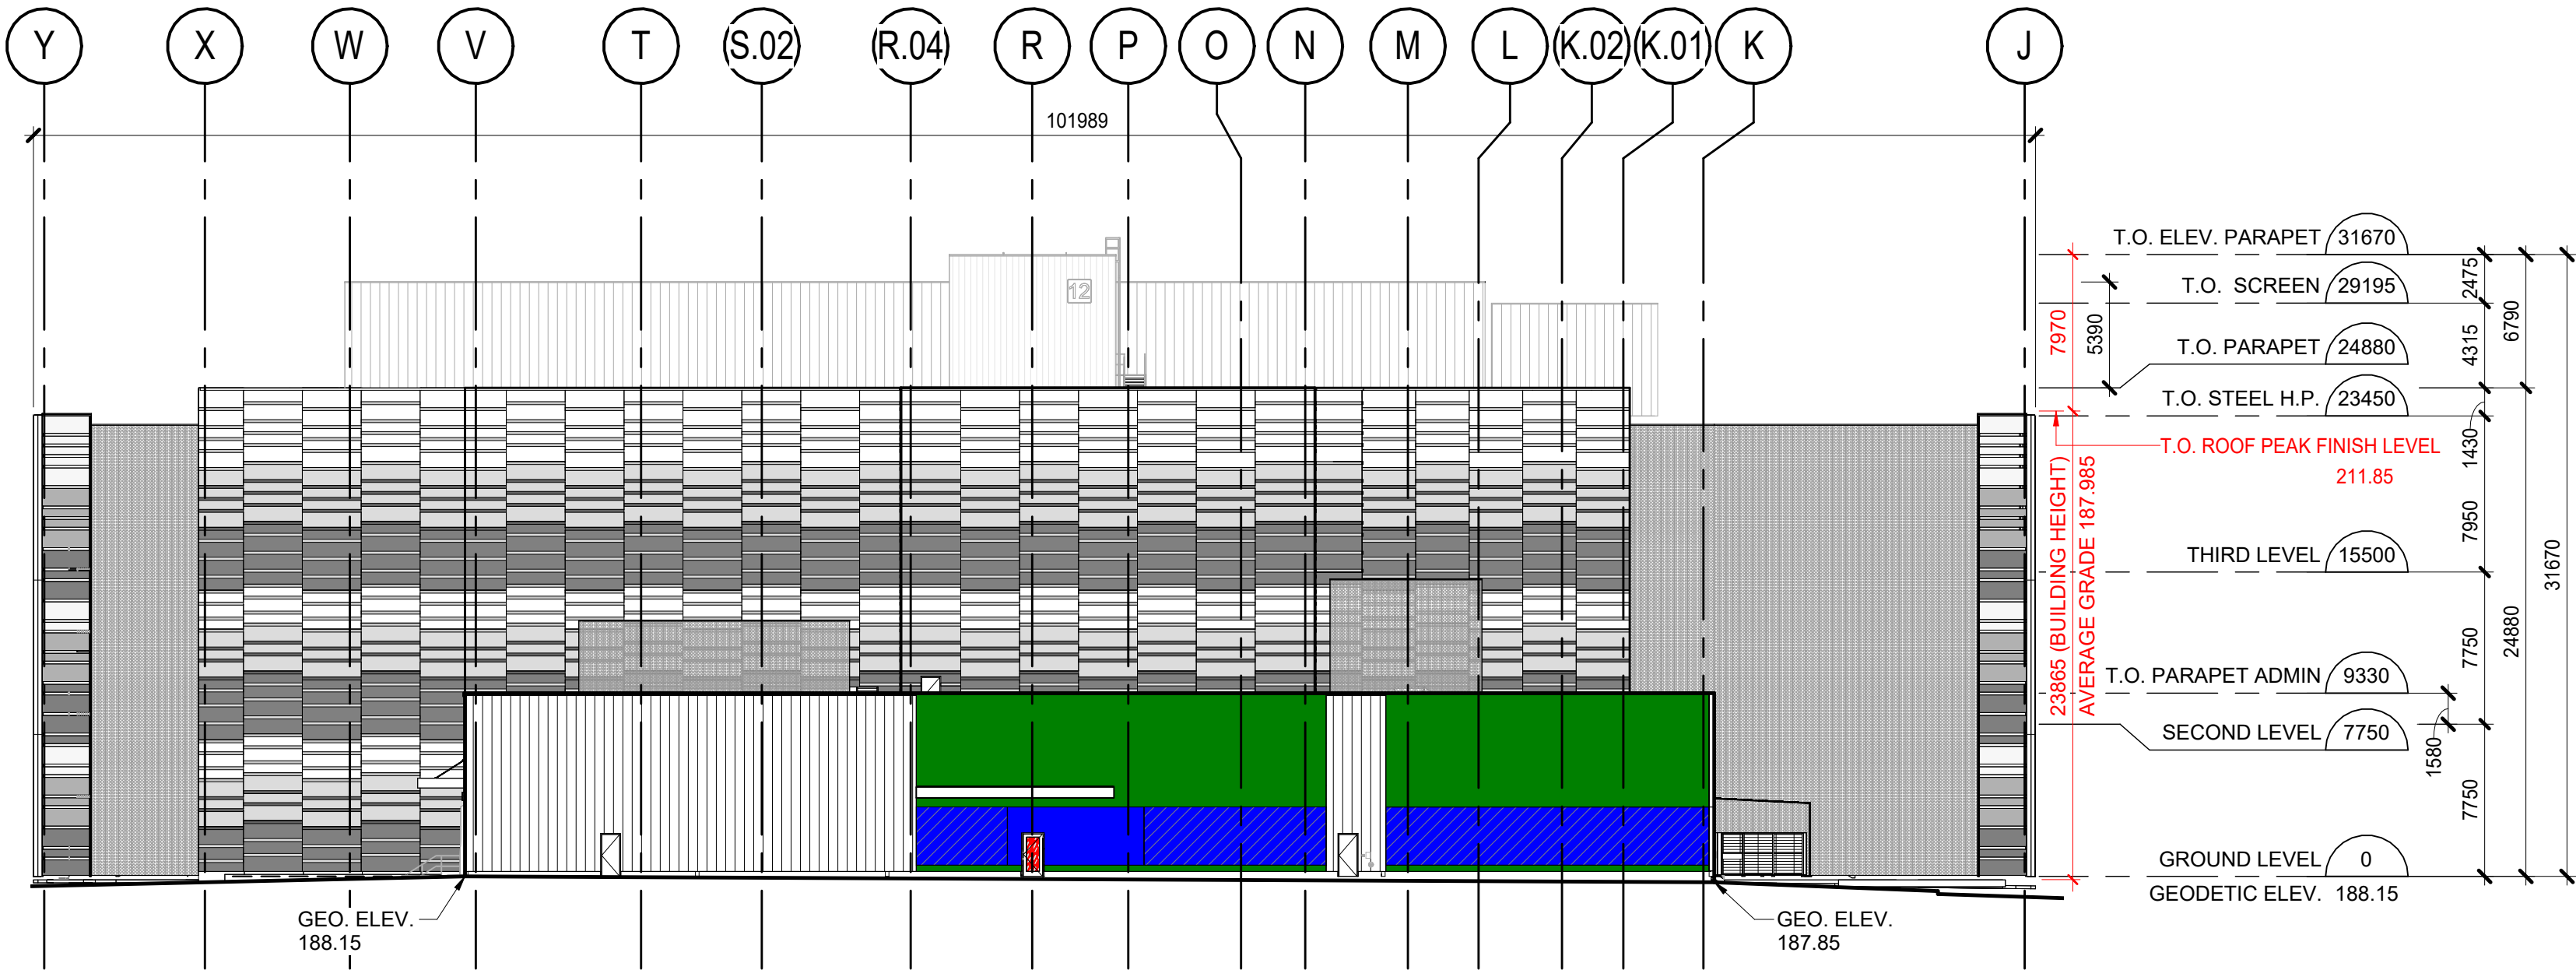 Y X W V T S.02 R.04 R P O N M L K.02 K.01 K J
101989
12
T.O. ELEV. PARAPET 31670
T.O. SCREEN 29195
T.O. PARAPET 24880
T.O. STEEL H.P. 23450
T.O. ROOF PEAK FINISH LEVEL
211.85
THIRD LEVEL 15500
T.O. PARAPET ADMIN 9330
SECOND LEVEL 7750
GROUND LEVEL 0
GEODETIC ELEV. 188.15
7970
23865 (BUILDING HEIGHT)
AVERAGE GRADE 187.985
5390
1580
2475
4315
1430
7950
7750
7750
6790
24880
31670
GEO. ELEV.
188.15
GEO. ELEV.
187.85